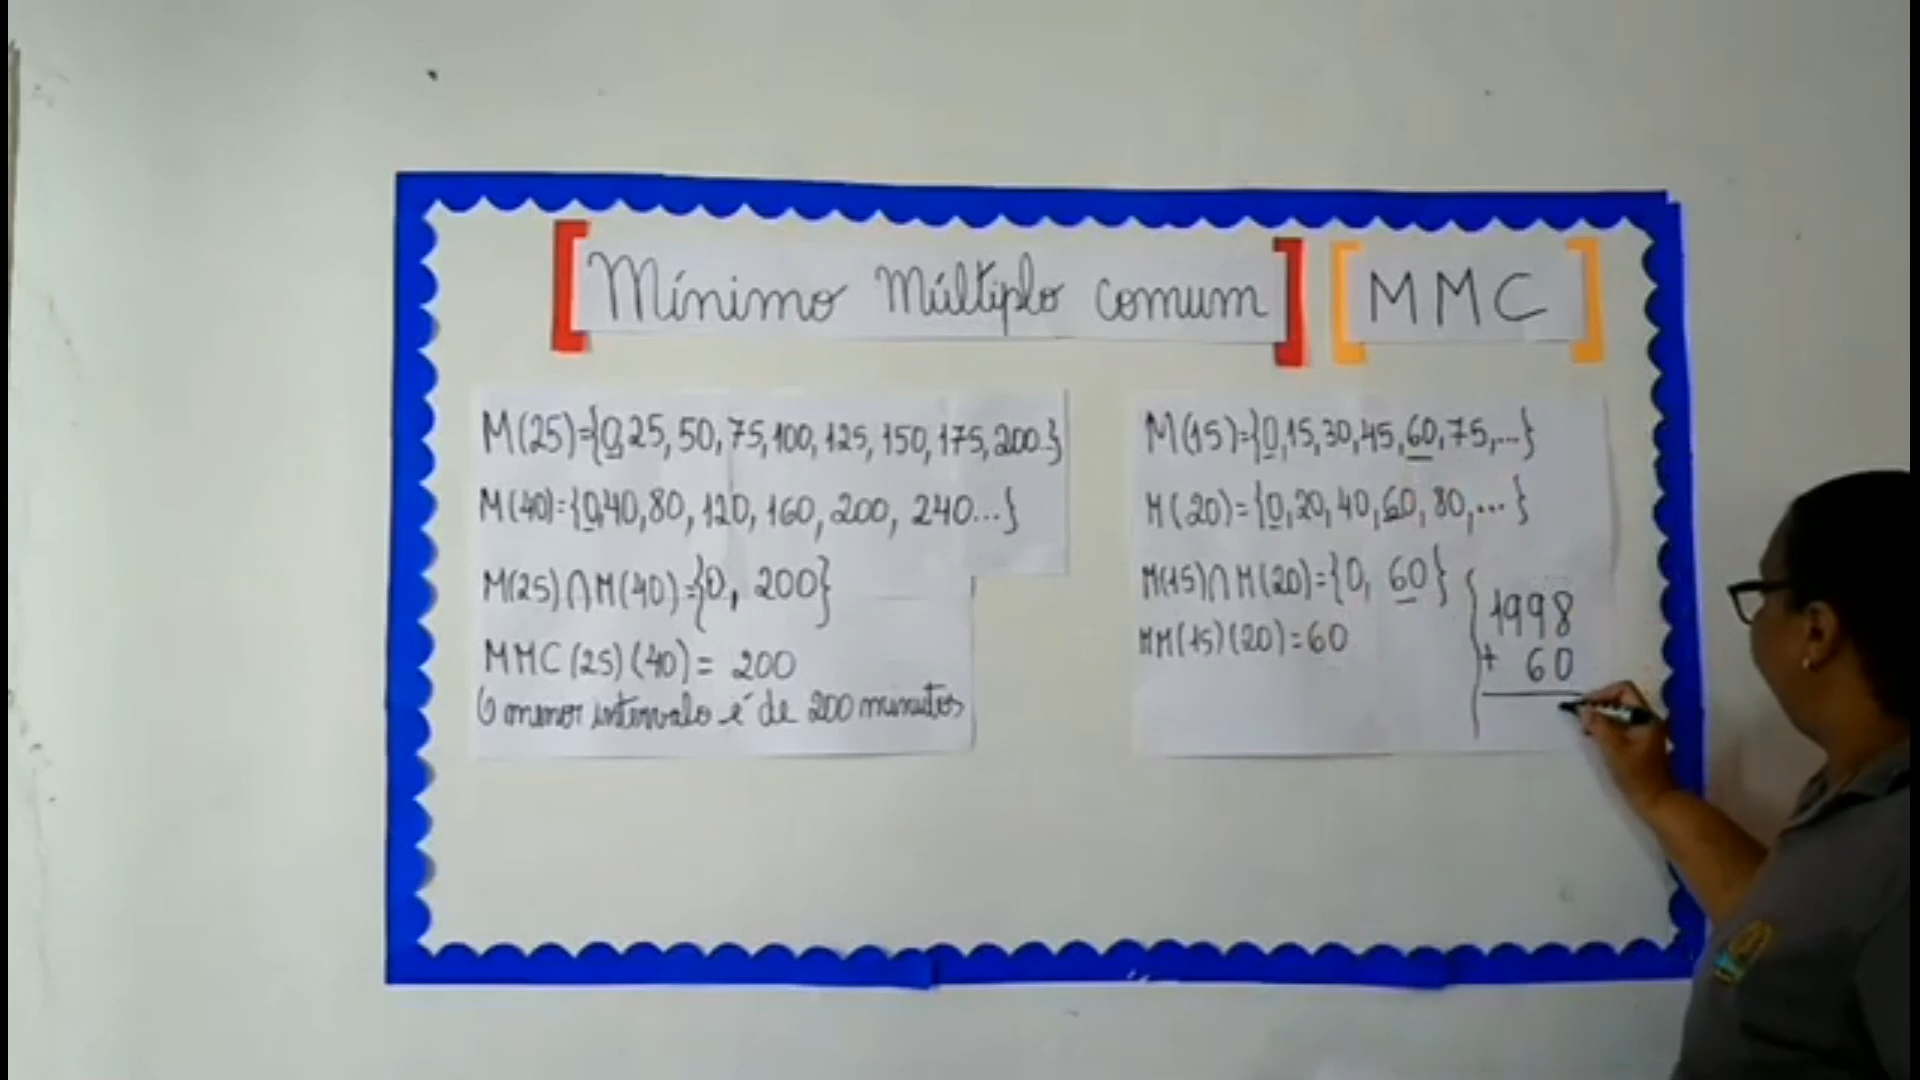 Mínimo Múltiplo comum
MMC
M(25)={0,25,50,75,100,125,150,175,200..}
M(40)={0,40,80,120,160,200,240...}
M(25)∩M(40)={0,200}
MMC(25)(40)=200
O menor intervalo é de 200 minutos
M(15)={0,15,30,45,60,75,...}
M(20)={0,20,40,60,80,...}
M(15)∩M(20)={0,60}
MM(15)(20)=60
1998
+ 60